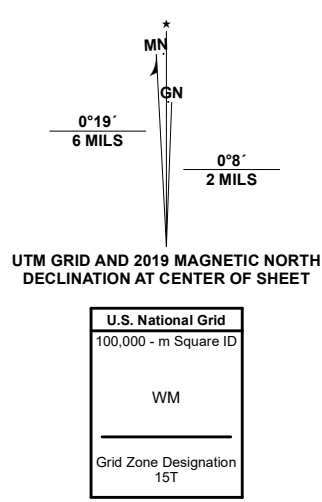 MN
GN
0°19´
6 MILS
0°8´
2 MILS
UTM GRID AND 2019 MAGNETIC NORTH
DECLINATION AT CENTER OF SHEET
U.S. National Grid
100,000 - m Square ID
WM
Grid Zone Designation
15T